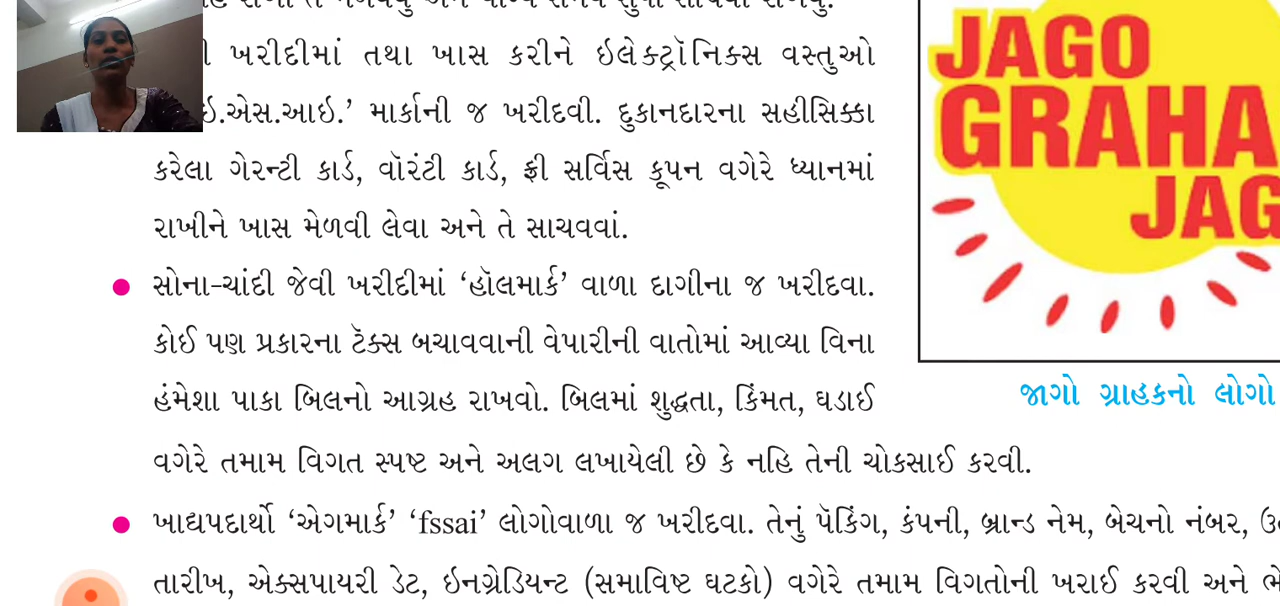 ખરીદીમાં તથા ખાસ કરીને ઇલેક્ટ્રૉનિક્સ વસ્તુઓ
ઇ.એસ.આઇ.’ માર્કાની જ ખરીદવી. દુકાનદારના સહીસિક્કા
કરેલા ગેરન્ટી કાર્ડ, વૉરંટી કાર્ડ, ફ્રી સર્વિસ કૂપન વગેરે ધ્યાનમાં
રાખીને ખાસ મેળવી લેવા અને તે સાચવવાં.
● સોના-ચાંદી જેવી ખરીદીમાં ‘હૉલમાર્ક’ વાળા દાગીના જ ખરીદવા.
કોઈ પણ પ્રકારના ટૅક્સ બચાવવાની વેપારીની વાતોમાં આવ્યા વિના
હંમેશા પાકા બિલનો આગ્રહ રાખવો. બિલમાં શુદ્ધતા, કિંમત, ઘડાઈ
વગેરે તમામ વિગત સ્પષ્ટ અને અલગ લખાયેલી છે કે નહિ તેની ચોકસાઈ કરવી.
● ખાદ્યપદાર્થો ‘એગમાર્ક’ ‘fssai’ લોગોવાળા જ ખરીદવા. તેનું પૅકિંગ, કંપની, બ્રાન્ડ નેમ, બેચનો નંબર,
તારીખ, એક્સપાયરી ડેટ, ઇનગ્રેડિયન્ટ (સમાવિષ્ટ ઘટકો) વગેરે તમામ વિગતોની ખરાઈ કરવી અને
JAGO
GRAHA
JAG
જાગો ગ્રાહકનો લોગો